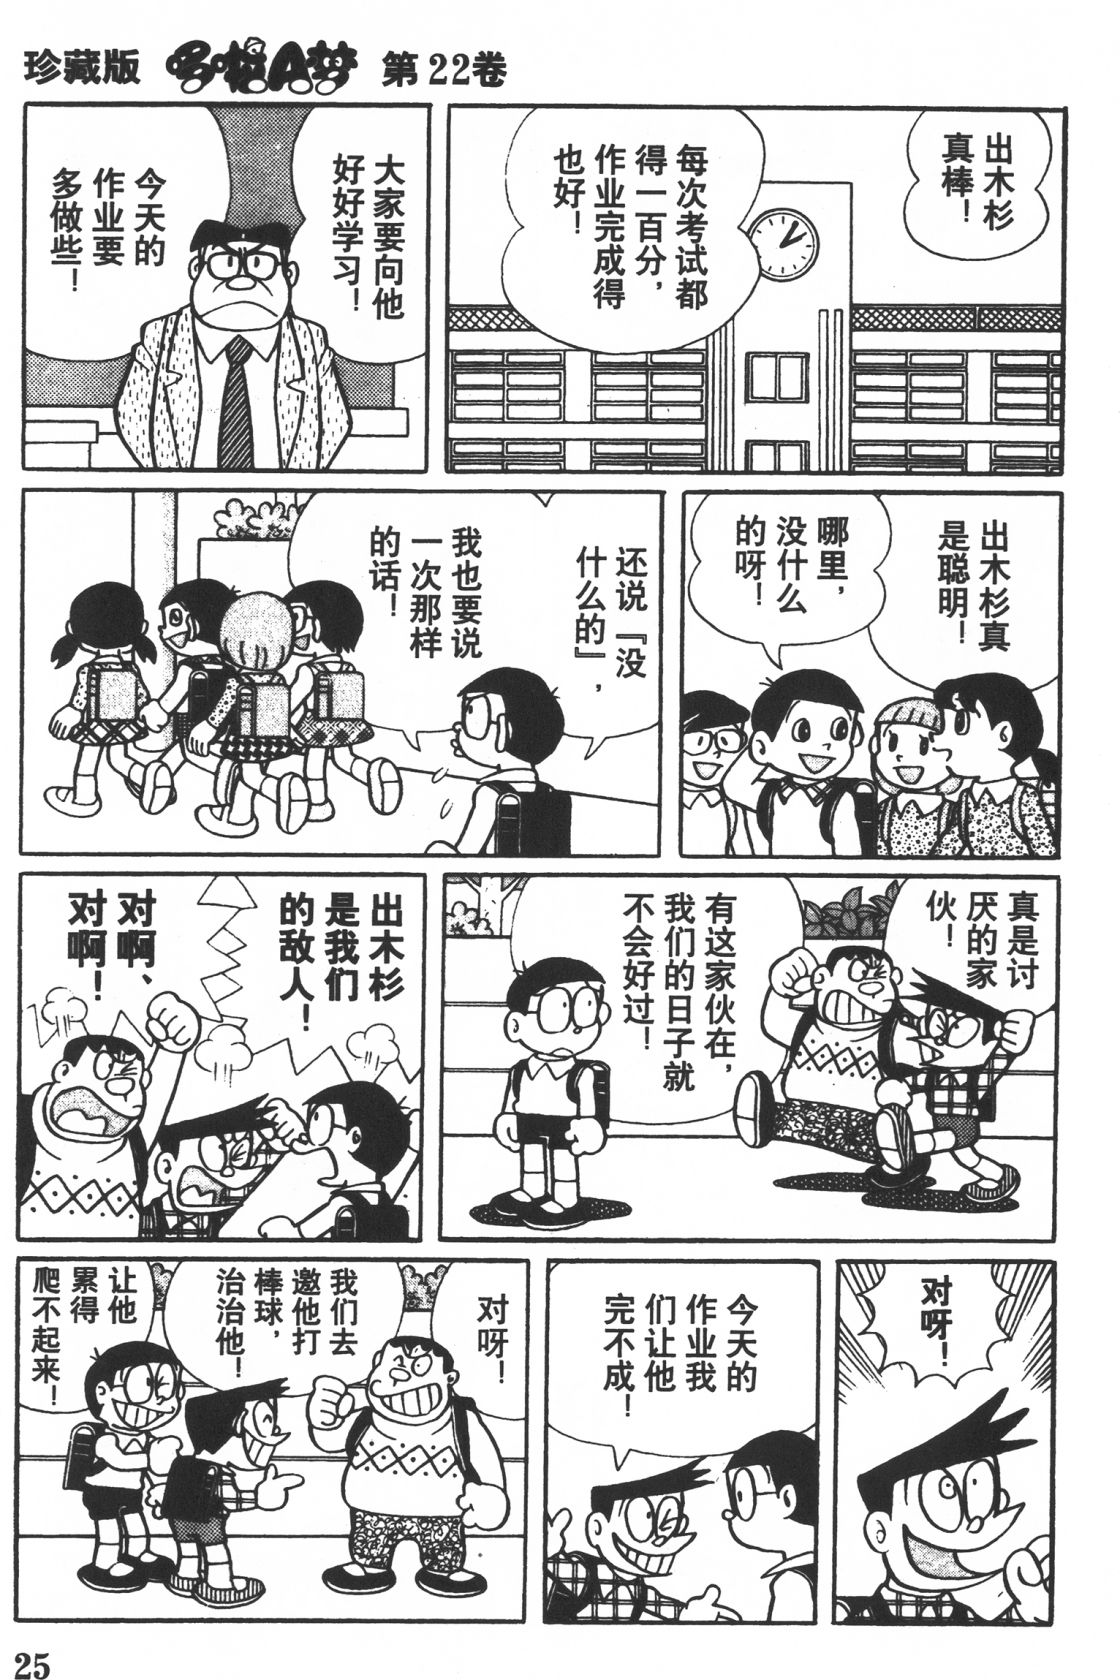 珍藏版 哆啦A梦 第22卷
出木杉
真棒！
每次考试都
得一百分，
作业完成得
也好！
大家要向他
好好学习！
今天的
作业要
多做些！
出木杉真
是聪明！
哪里，
没什么
的呀！
还说『没
什么的』，
我也要说
一次那样
的话！
真是讨
厌的家
伙！
有这家伙在，
我们的日子就
不会好过！
出木杉
是我们
的敌人！
对啊、
对啊！
对呀！
今天的
作业我
们让他
完不成！
对呀！
我们去
邀他打
棒球，
治治他！
让他
累得
爬不起来！
25